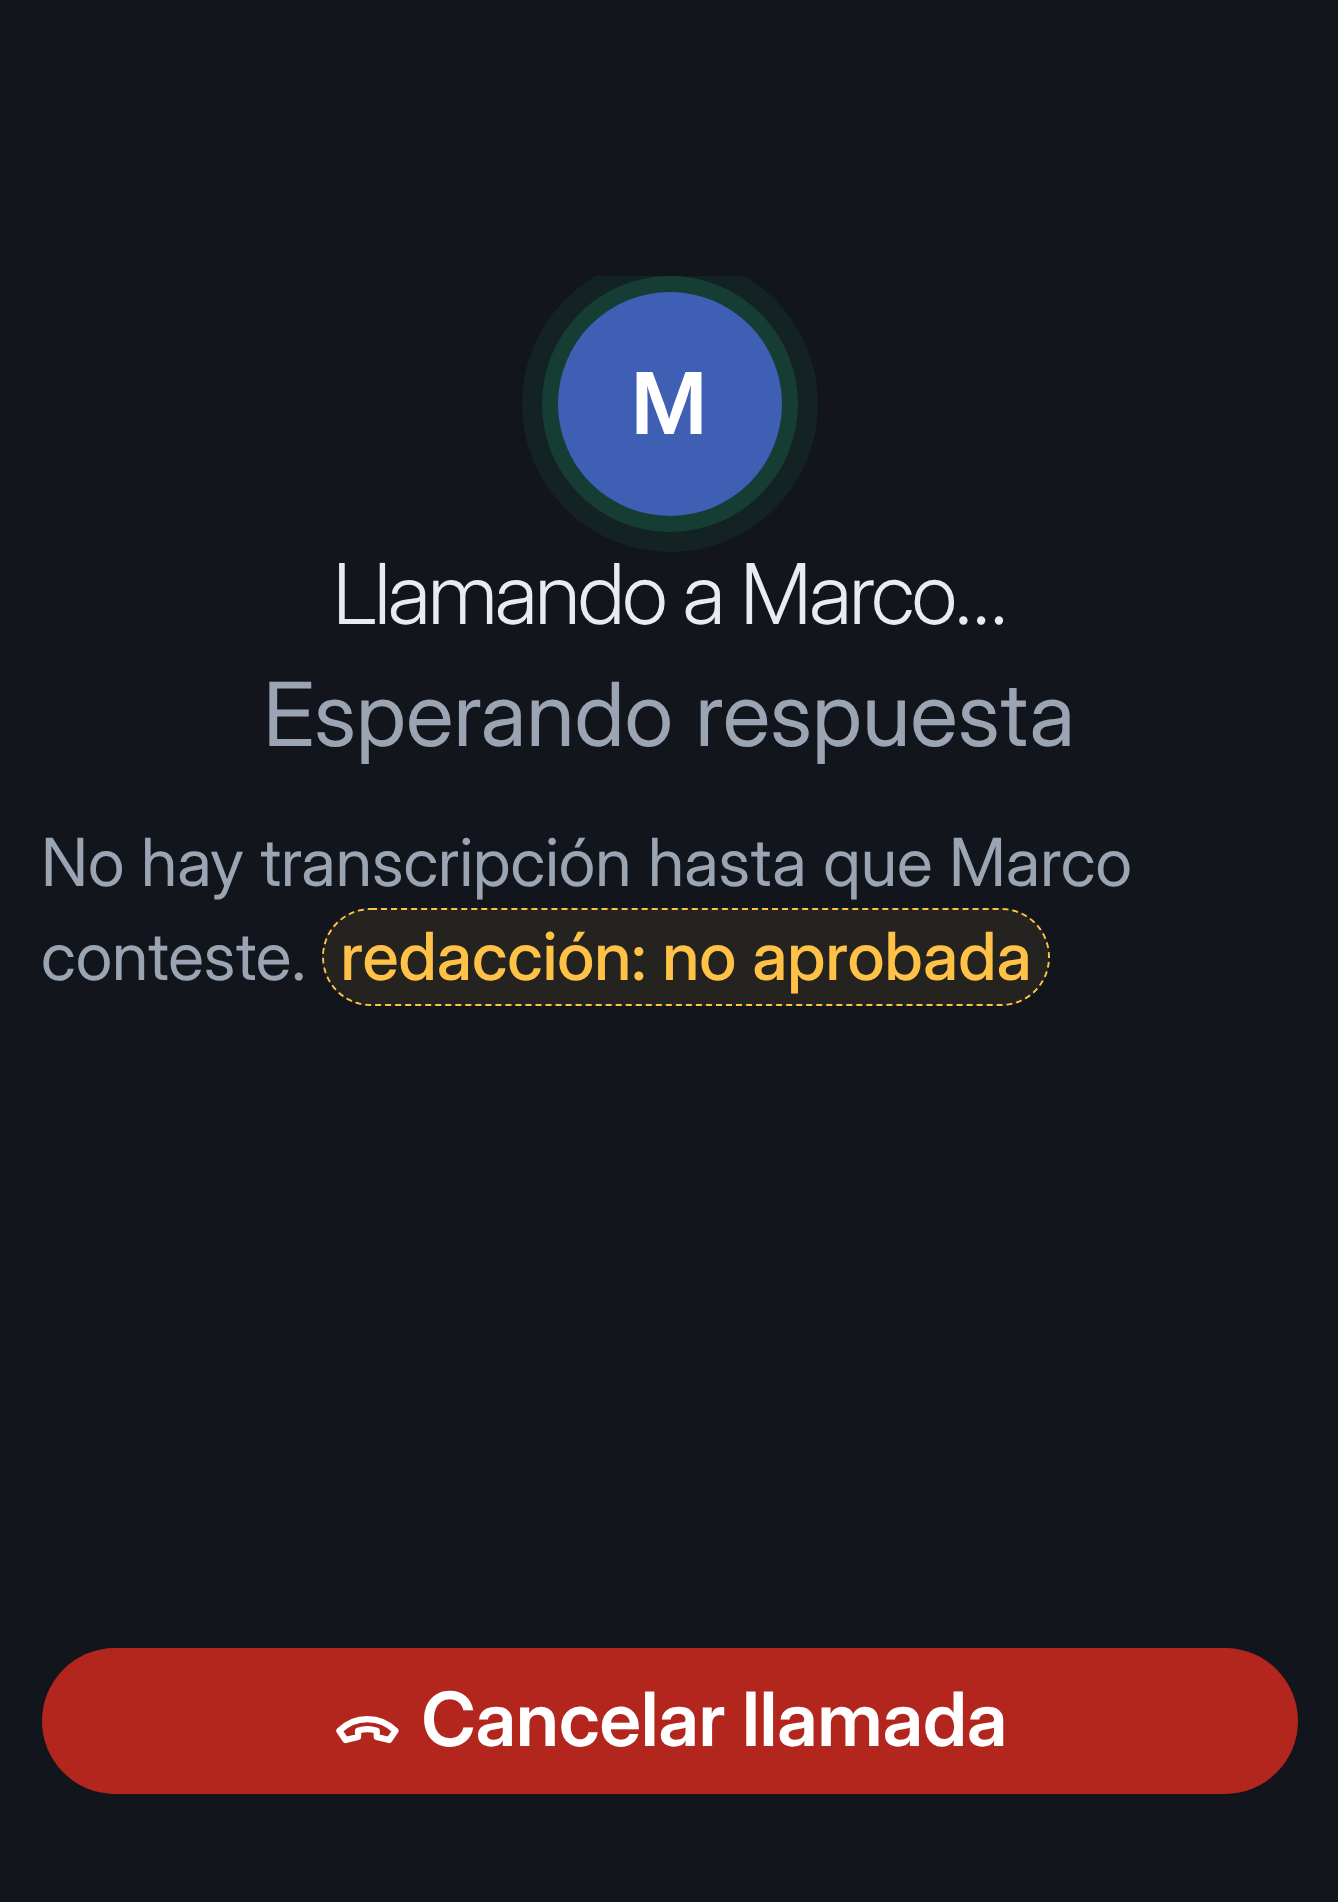 M
Llamando a Marco...
Esperando respuesta
No hay transcripción hasta que Marco
conteste. redacción: no aprobada
Cancelar llamada